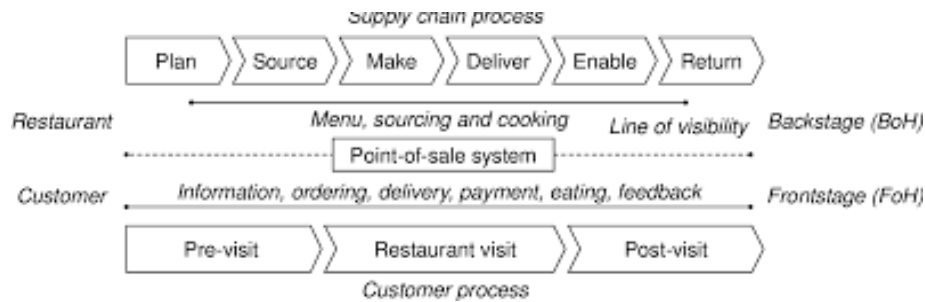 Supply chain process
Plan Source Make Deliver Enable Return
Menu, sourcing and cooking
Restaurant Line of visibility Backstage (BoH)
Point-of-sale system
Customer Information, ordering, delivery, payment, eating, feedback Frontstage (FoH)
Pre-visit Restaurant visit Post-visit
Customer process